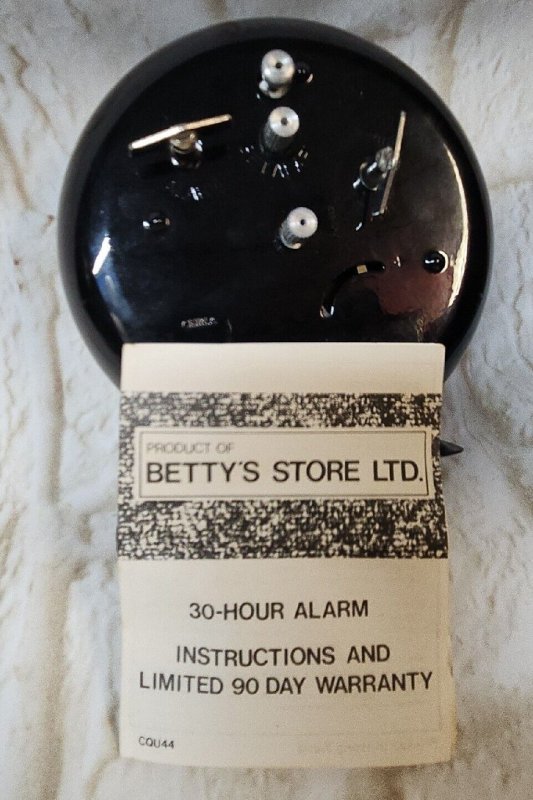 PRODUCT OF
BETTY'S STORE LTD.
30-HOUR ALARM
INSTRUCTIONS AND
LIMITED 90 DAY WARRANTY
CQU44